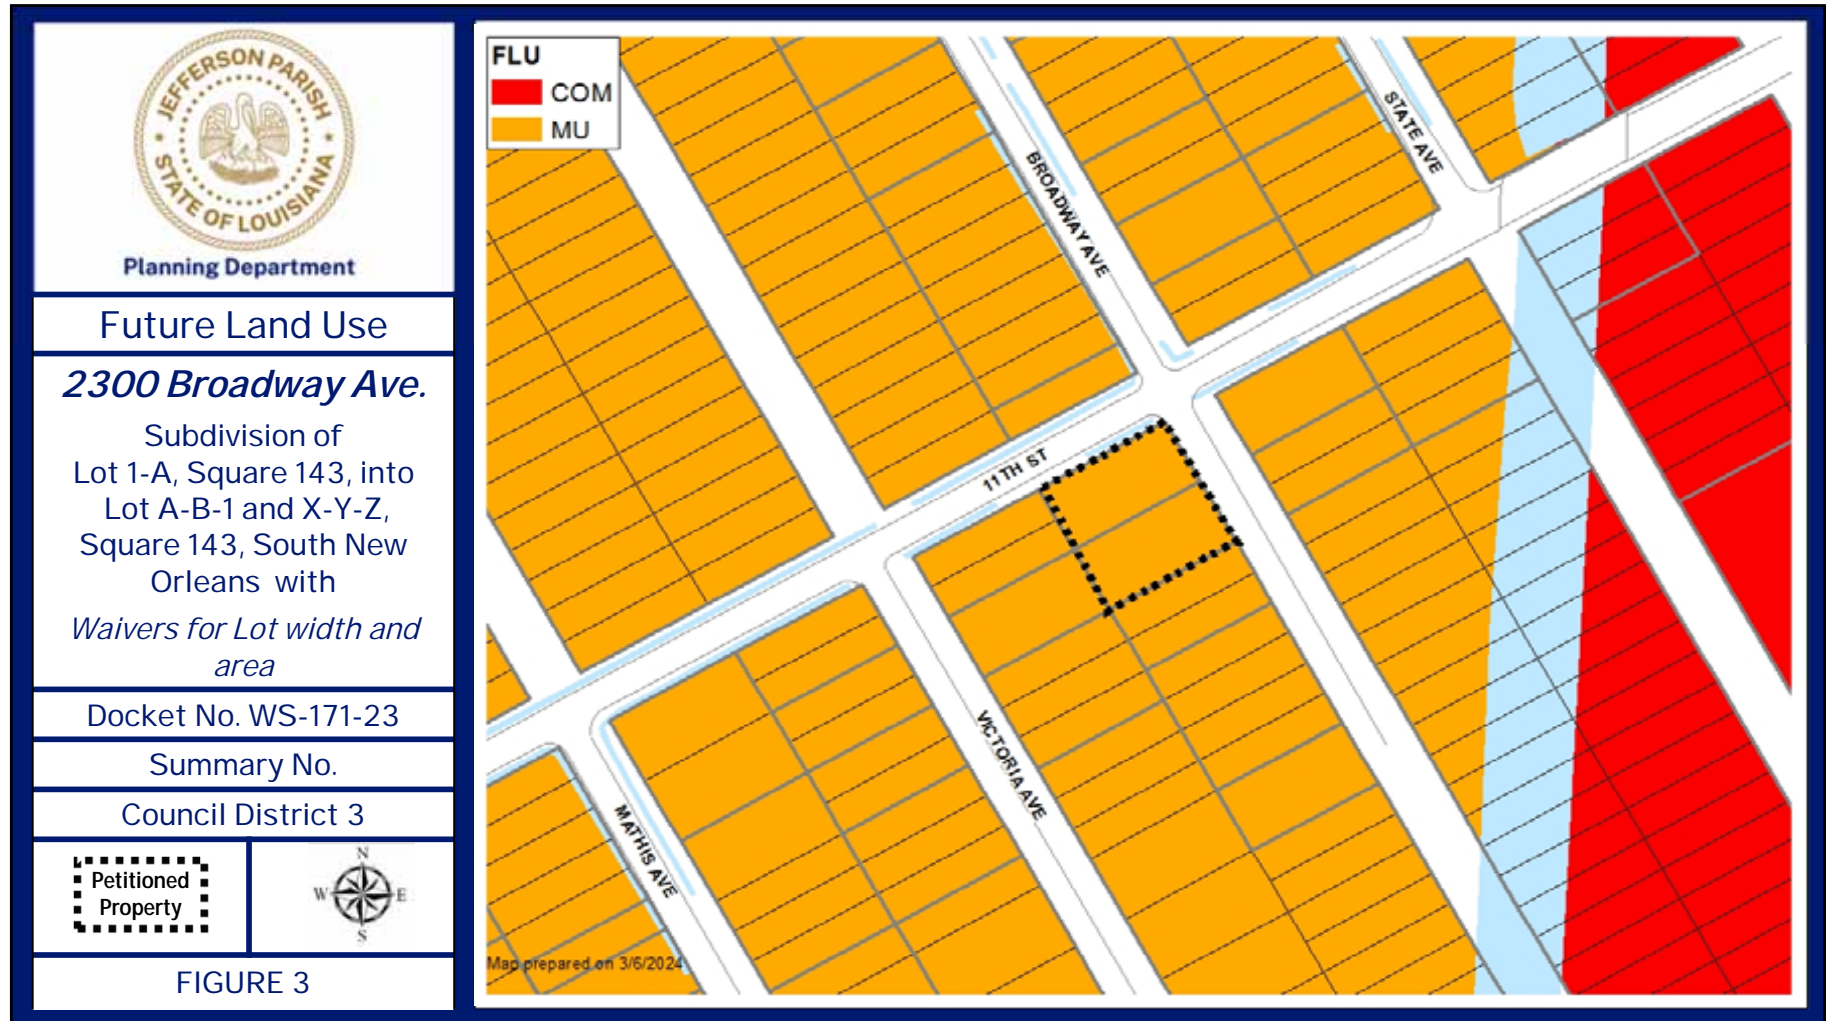 JEFFERSON PARISH
STATE OF LOUISIANA
Planning Department
Future Land Use
2300 Broadway Ave.
Subdivision of
Lot 1-A, Square 143, into
Lot A-B-1 and X-Y-Z,
Square 143, South New
Orleans with
Waivers for Lot width and
area
Docket No. WS-171-23
Summary No.
Council District 3
Petitioned
Property
N
W
E
S
FIGURE 3
FLU
COM
MU
BROADWAY AVE
STATE AVE
11TH ST
VICTORIA AVE
MATHIS AVE
Map prepared on 3/6/2024